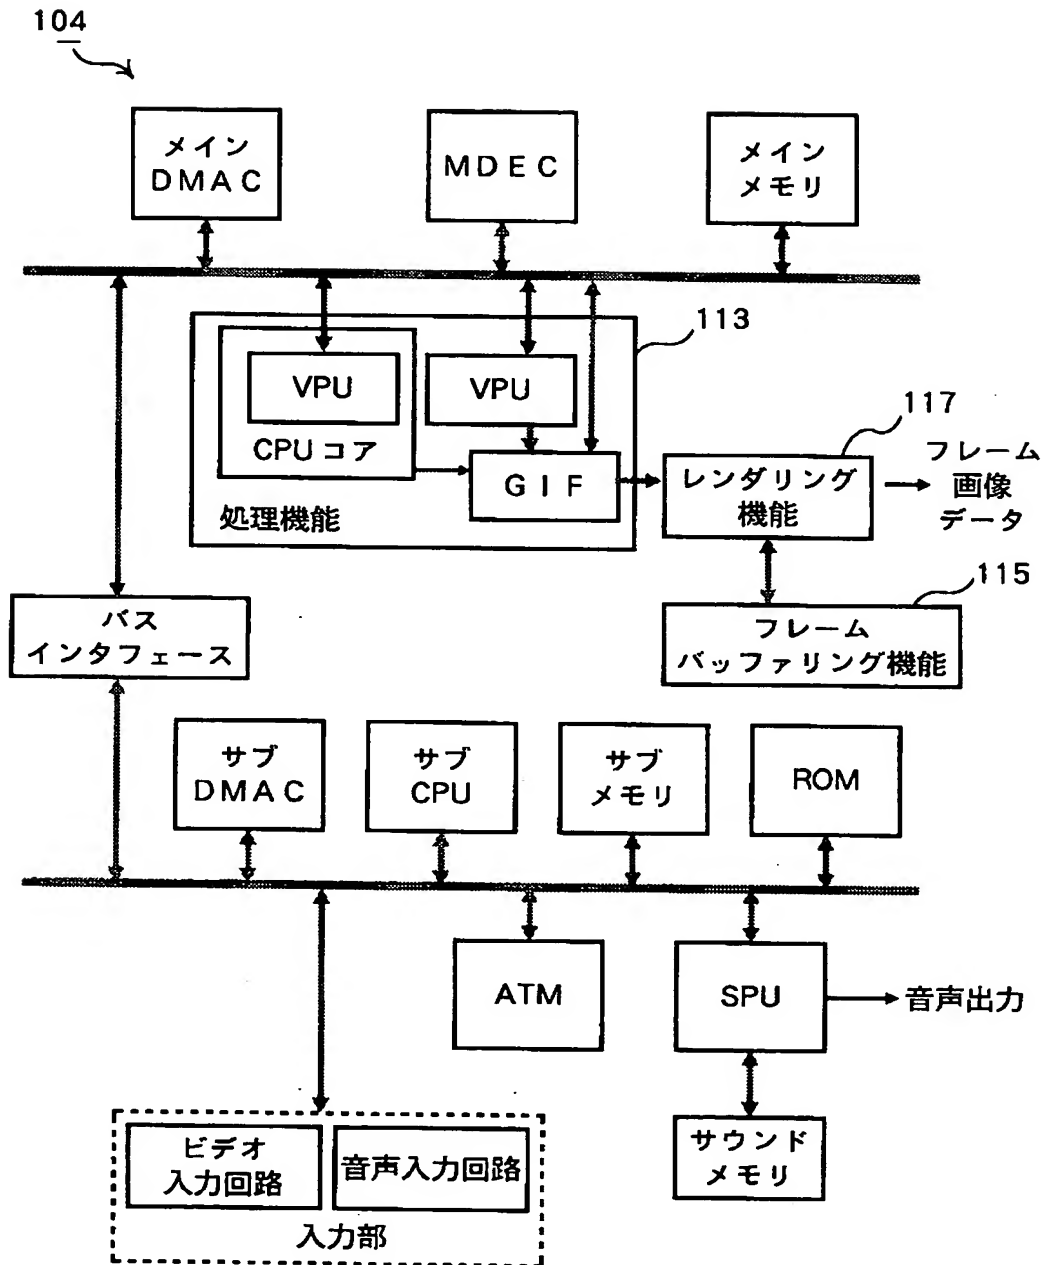 104
メイン
DMAC
MDEC
メイン
メモリ
113
VPU
VPU
CPUコア
GIF
処理機能
117
レンダリング
機能
フレーム
画像
データ
115
フレーム
バッファリング機能
バス
インタフェース
サブ
DMAC
サブ
CPU
サブ
メモリ
ROM
ATM
SPU
音声出力
サウンド
メモリ
ビデオ
入力回路
音声入力回路
入力部